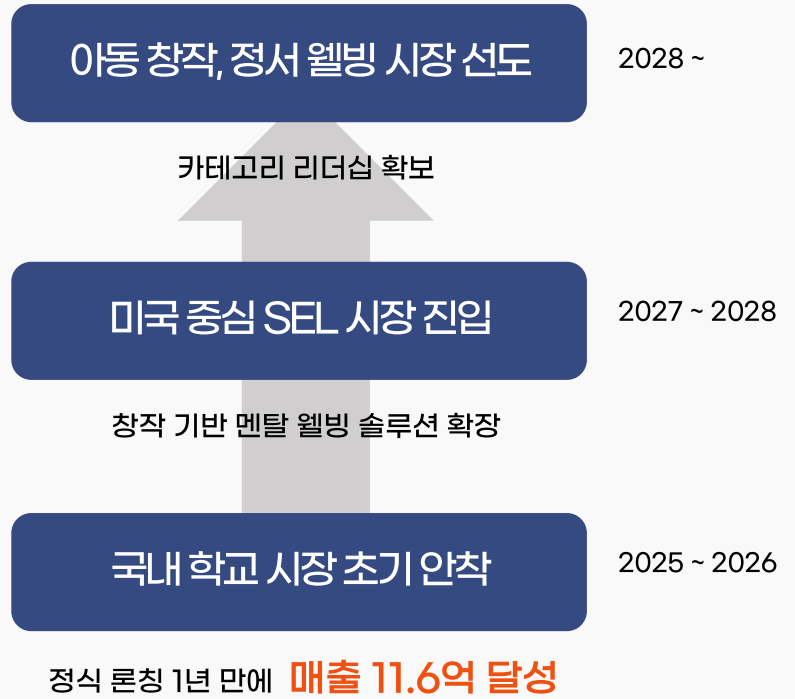 아동 창작, 정서 웰빙 시장 선도
2028 ~
카테고리 리더십 확보
미국 중심 SEL 시장 진입
2027 ~ 2028
창작 기반 멘탈 웰빙 솔루션 확장
국내 학교 시장 초기 안착
2025 ~ 2026
정식 론칭 1년 만에 매출 11.6억 달성